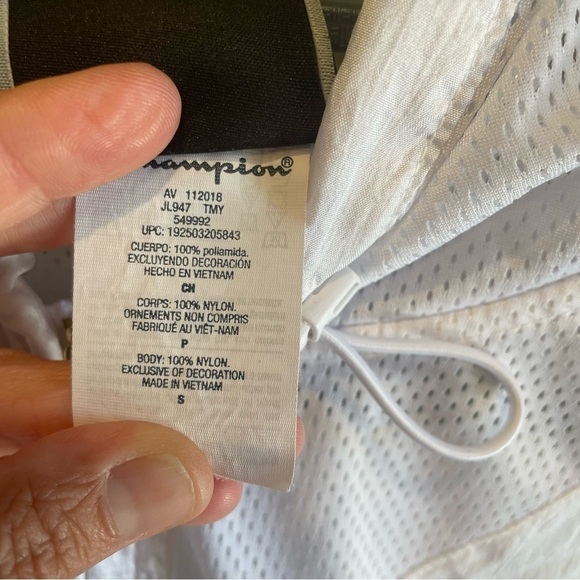 Champion®
AV 112018
JL947 TMY
549992
UPC: 192503205843
CUERPO: 100% poliamida.
EXCLUYENDO DECORACIÓN
HECHO EN VIETNAM
CH
CORPS: 100% NYLON.
ORNEMENTS NON COMPRIS
FABRIQUÉ AU VIÊT-NAM
P
BODY: 100% NYLON.
EXCLUSIVE OF DECORATION
MADE IN VIETNAM
S